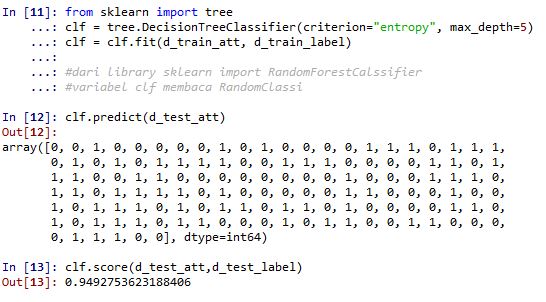 In [11]: from sklearn import tree
...: clf = tree.DecisionTreeClassifier(criterion="entropy", max_depth=5)
...: clf = clf.fit(d_train_att, d_train_label)
...:
...: #dari library sklearn import RandomForestCalssifier
...: #variabel clf membaca RandomClassi
In [12]: clf.predict(d_test_att)
Out[12]:
array([0, 0, 1, 0, 0, 0, 0, 0, 1, 0, 1, 0, 0, 0, 0, 1, 1, 1, 0, 1, 1, 1,
0, 1, 0, 1, 0, 1, 1, 1, 1, 0, 0, 1, 1, 0, 0, 0, 0, 1, 1, 0, 1,
1, 1, 0, 0, 0, 1, 1, 0, 0, 0, 0, 0, 0, 0, 0, 0, 1, 0, 1, 1, 1, 0,
1, 1, 0, 1, 1, 1, 1, 1, 0, 0, 0, 0, 0, 0, 1, 1, 0, 0, 0, 1, 0, 0,
1, 0, 1, 1, 1, 0, 1, 1, 0, 1, 0, 0, 0, 0, 0, 1, 0, 0, 1, 0, 0, 1,
1, 0, 1, 1, 1, 0, 1, 1, 0, 0, 0, 1, 0, 1, 1, 0, 0, 1, 1, 0, 0, 0,
0, 1, 1, 1, 0, 0], dtype=int64)
In [13]: clf.score(d_test_att,d_test_label)
Out[13]: 0.9492753623188406